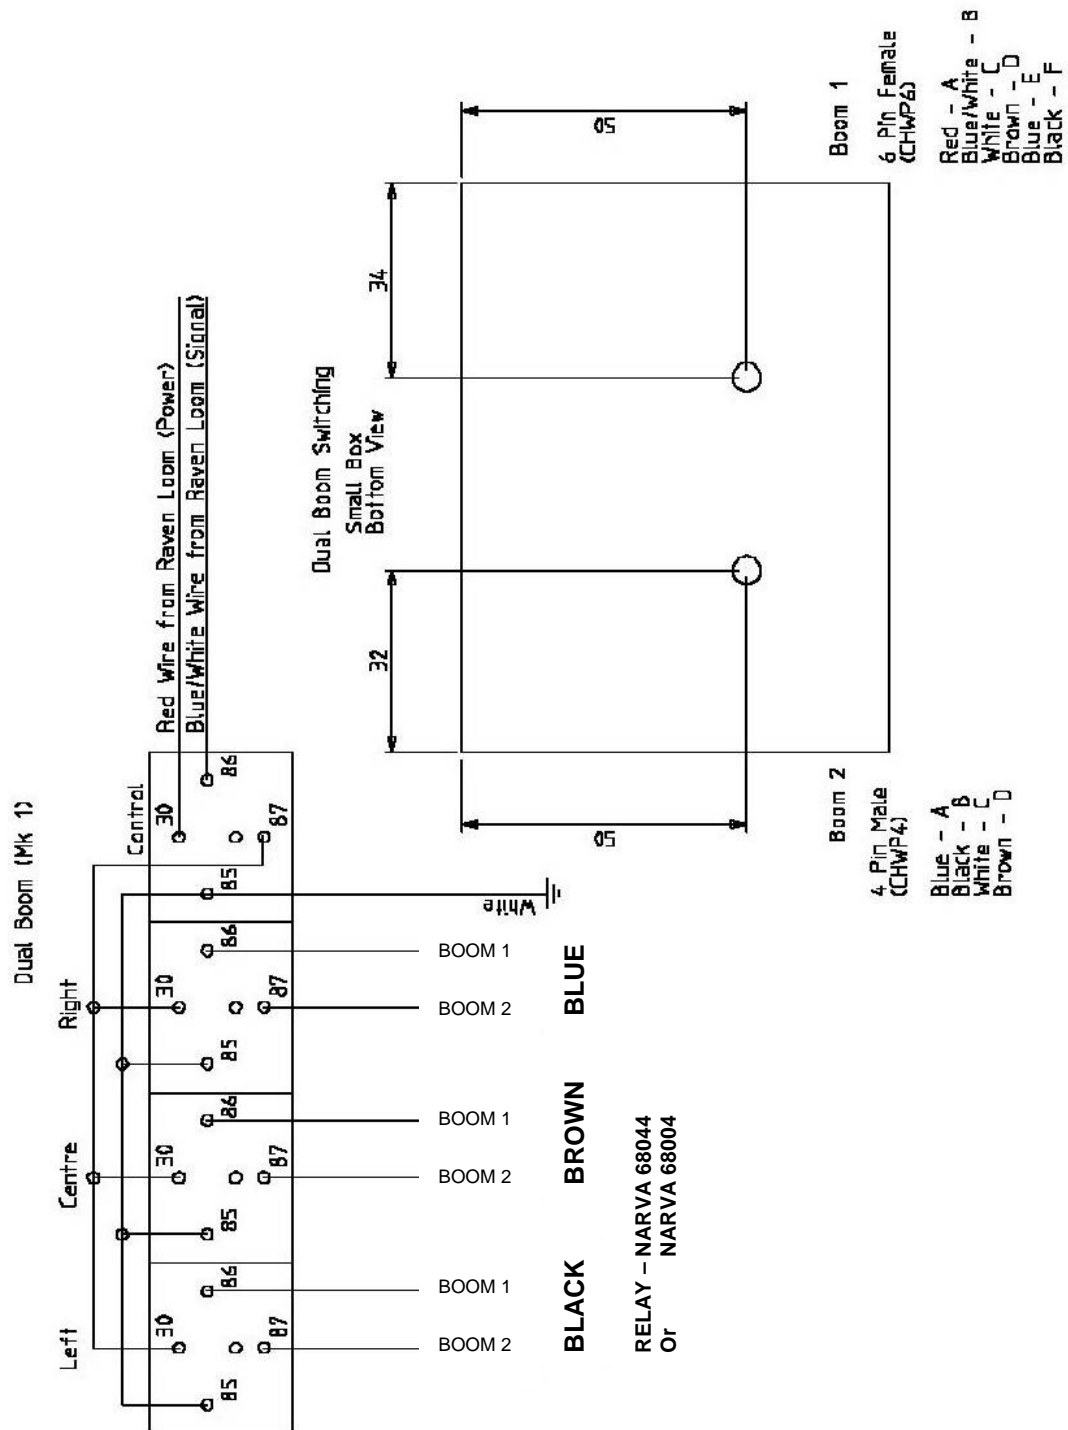 Dual Boom (Mk 1)
Left
Centre
Right
Control
30
86
87
85
30
86
87
85
30
86
87
85
30
86
87
85
Red Wire from Raven Loom (Power)
Blue/White Wire from Raven Loom (Signal)
White
BOOM 1
BOOM 2
BLUE
BOOM 1
BOOM 2
BROWN
BOOM 1
BOOM 2
BLACK
RELAY – NARVA 68044
Or NARVA 68004
Dual Boom Switching
Small Box
Bottom View
32
34
50
50
Boom 2
4 Pin Male
(CHWP4)
Blue - A
Black - B
White - C
Brown - D
Boom 1
6 Pin Female
(CHWP6)
Red - A
Blue/White - B
White - C
Brown - D
Blue - E
Black - F